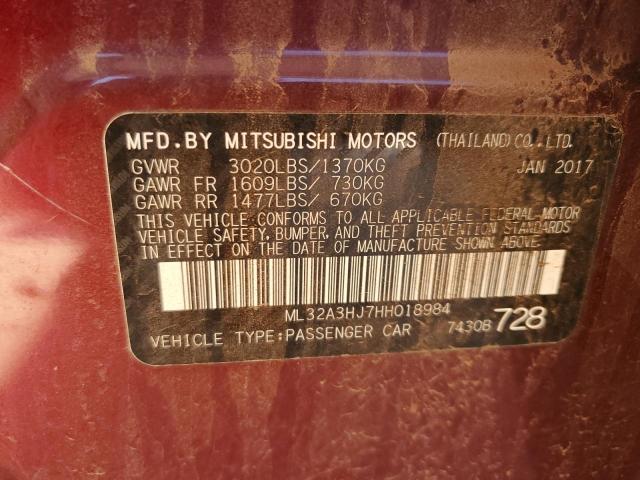 MFD.BY MITSUBISHI MOTORS (THAILAND) CO.,LTD.
GVWR 3020LBS/1370KG JAN 2017
GAWR FR 1609LBS/ 730KG
GAWR RR 1477LBS/ 670KG
THIS VEHICLE CONFORMS TO ALL APPLICABLE FEDERAL MOTOR
VEHICLE SAFETY, BUMPER, AND THEFT PREVENTION STANDARDS
IN EFFECT ON THE DATE OF MANUFACTURE SHOWN ABOVE.
ML32A3HJ7HH018984
VEHICLE TYPE:PASSENGER CAR 7430B 728